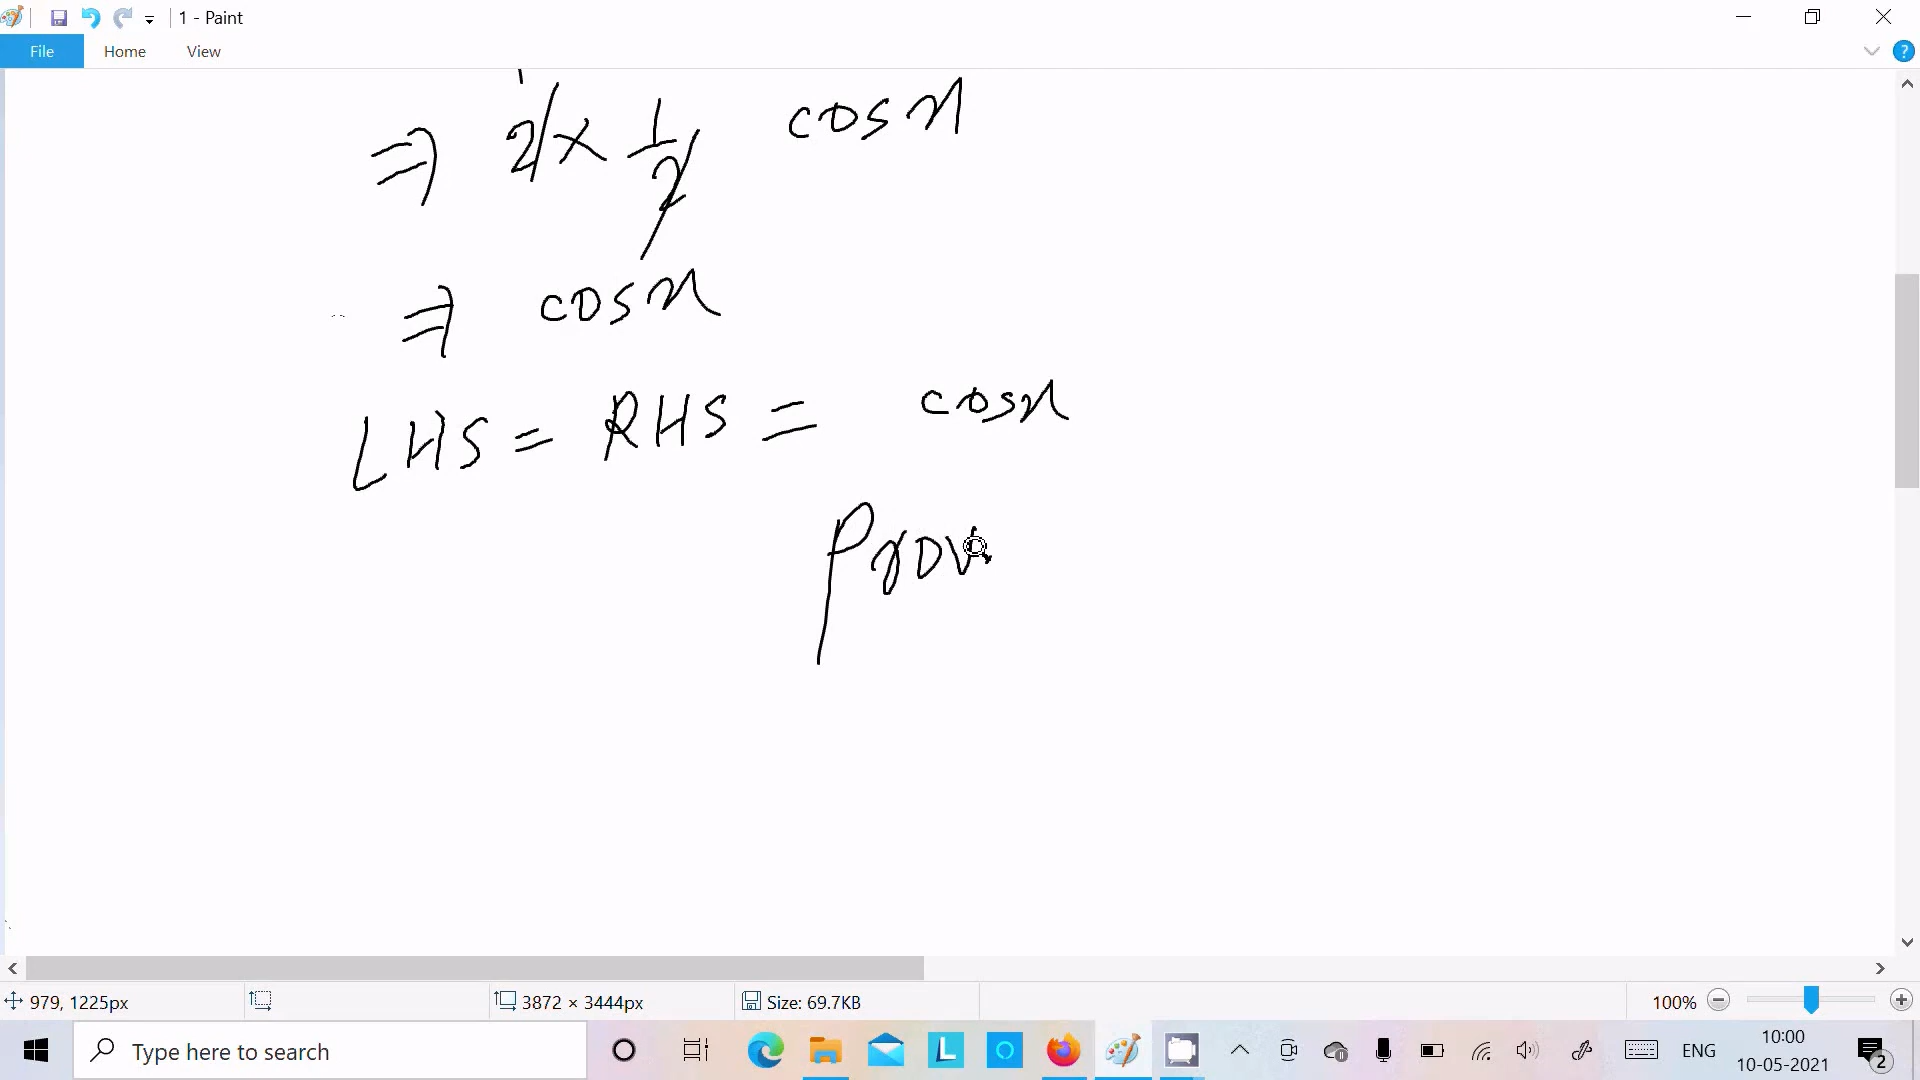 1 - Paint
File Home View
1
⇒ 2 × 1/2 cos x
⇒ cos x
LHS = RHS = cos x
Prov
979, 1225px
3872 × 3444px
Size: 69.7KB
100%
Type here to search
L
ENG
10:00
10-05-2021
2